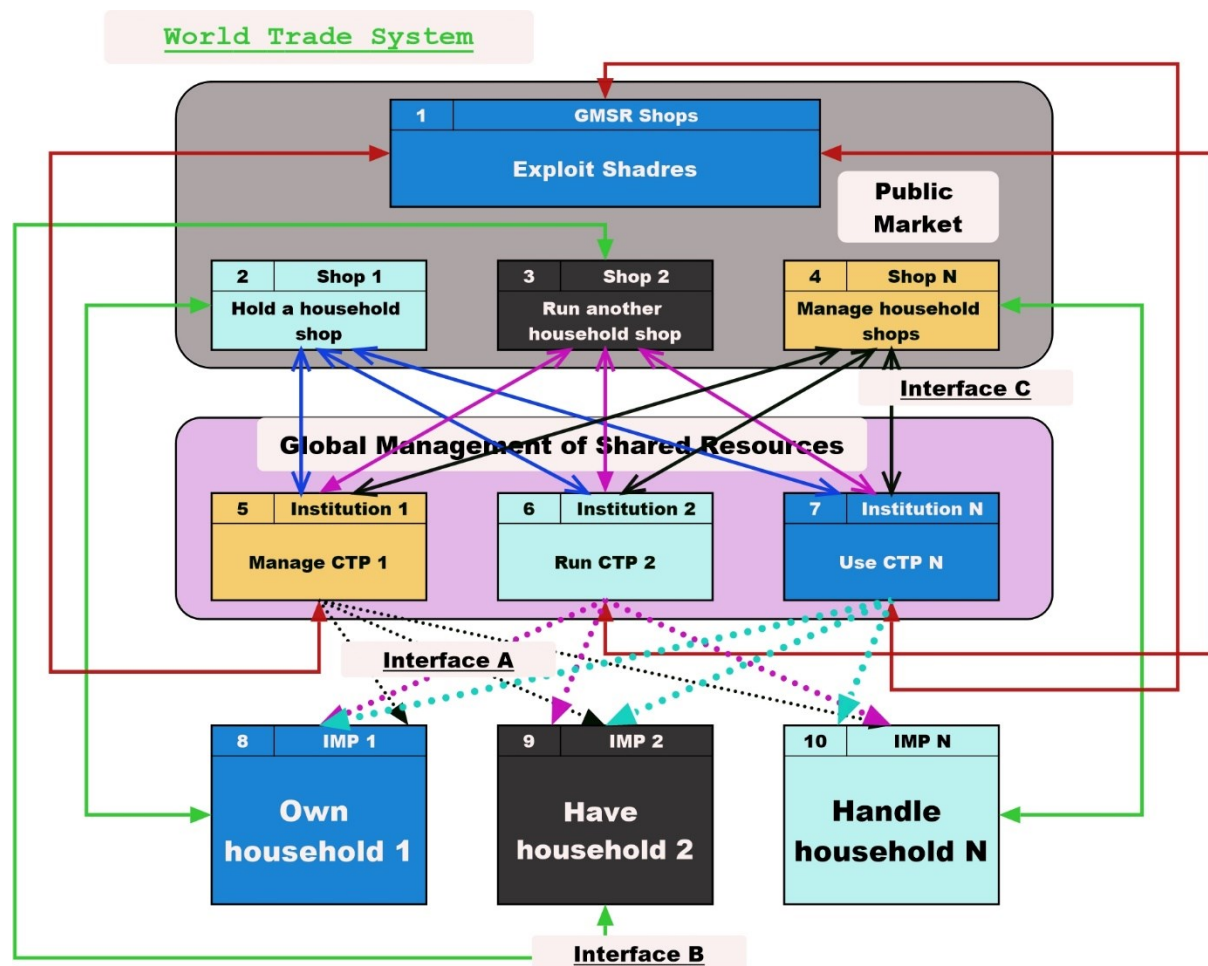 World Trade System
1 GMSR Shops
Exploit Shadres
Public
Market
2 Shop 1
Hold a household
shop
3 Shop 2
Run another
household shop
4 Shop N
Manage household
shops
Interface C
Global Management of Shared Resources
5 Institution 1
Manage CTP 1
6 Institution 2
Run CTP 2
7 Institution N
Use CTP N
Interface A
8 IMP 1
Own
household 1
9 IMP 2
Have
household 2
10 IMP N
Handle
household N
Interface B